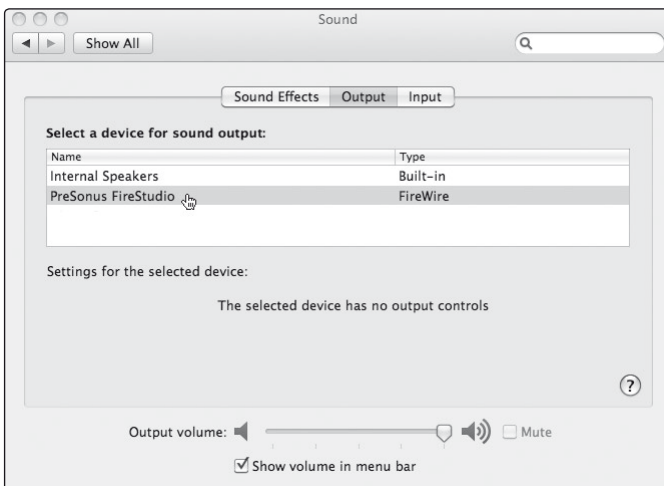 Sound
Show All
Sound Effects Output Input
Select a device for sound output:
Name Type
Internal Speakers Built-in
PreSonus FireStudio FireWire
Settings for the selected device:
The selected device has no output controls
?
Output volume: Mute
Show volume in menu bar